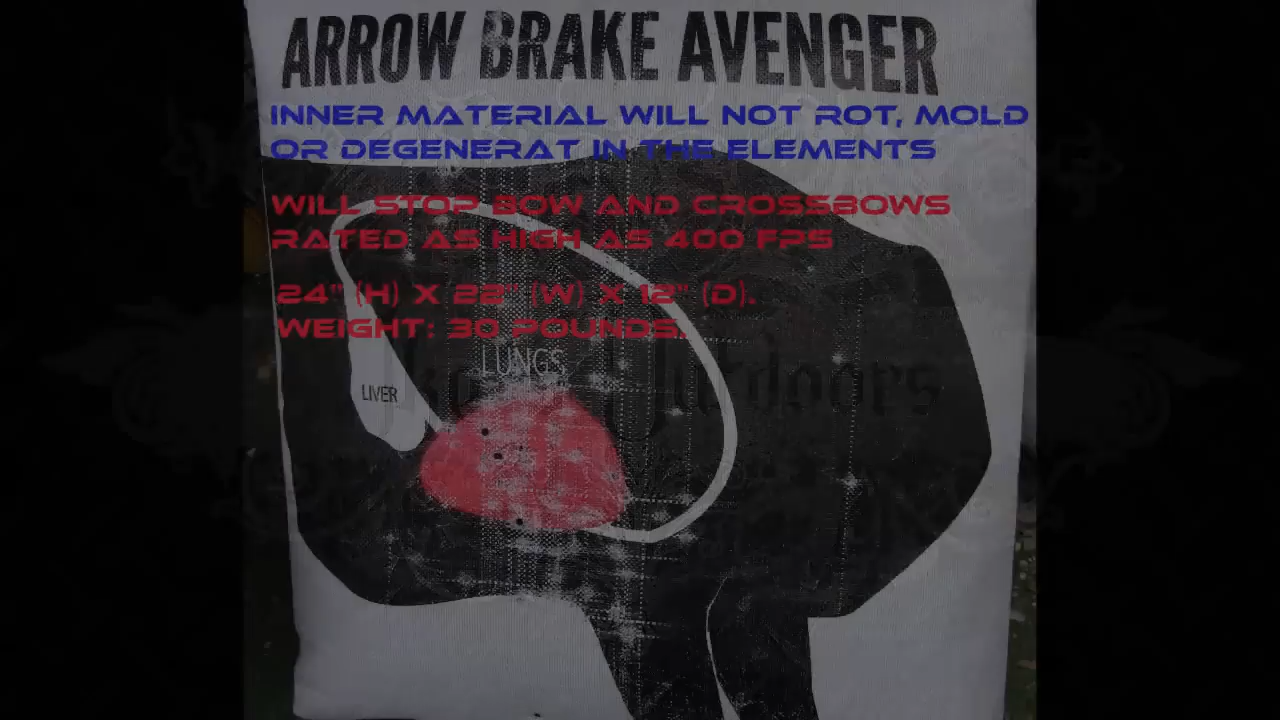 ARROW BRAKE AVENGER
INNER MATERIAL WILL NOT ROT, MOLD
OR DEGENERAT IN THE ELEMENTS
WILL STOP BOW AND CROSSBOWS
RATED AS HIGH AS 400 FPS
24" (H) X 22" (W) X 12" (D).
WEIGHT: 30 POUNDS.
LUNGS
LIVER
Outdoors